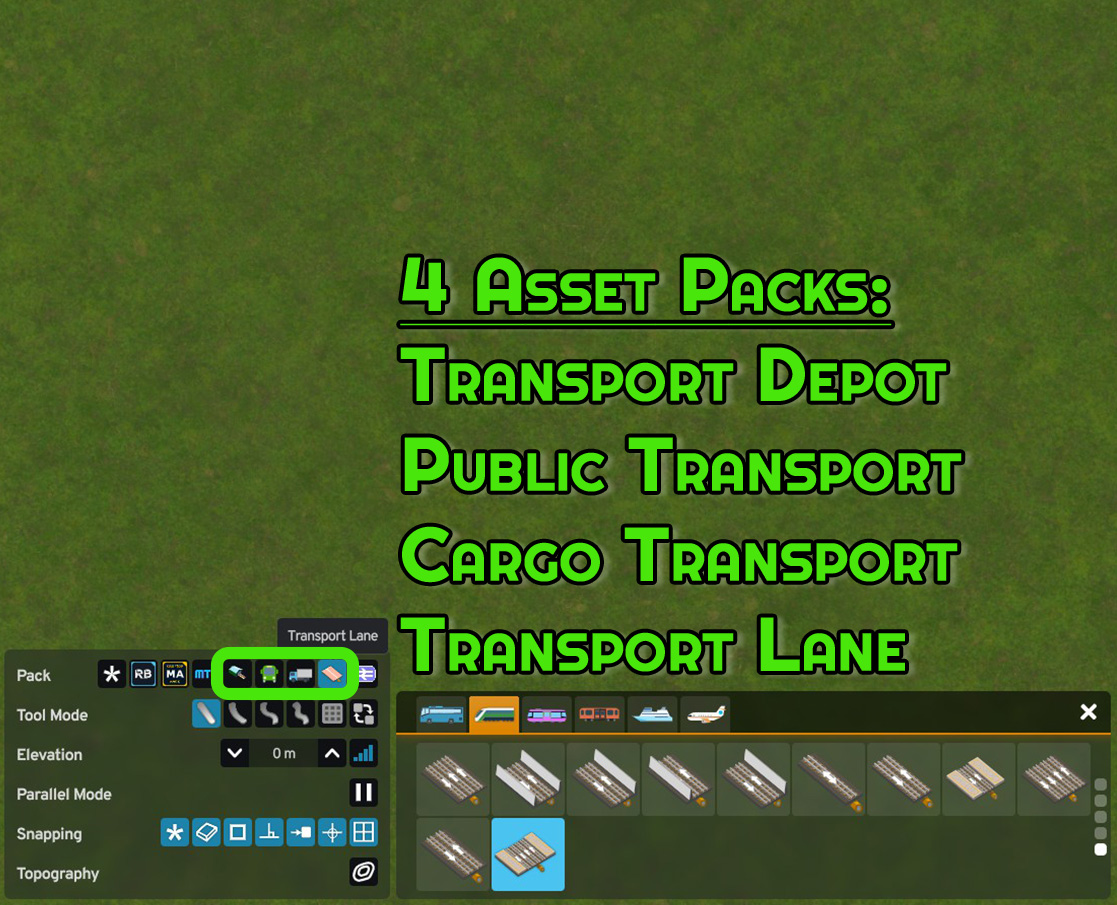 4 Asset Packs:
Transport Depot
Public Transport
Cargo Transport
Transport Lane
Transport Lane
Pack
RB
MA
MT
Tool Mode
Elevation
0 m
Parallel Mode
Snapping
Topography